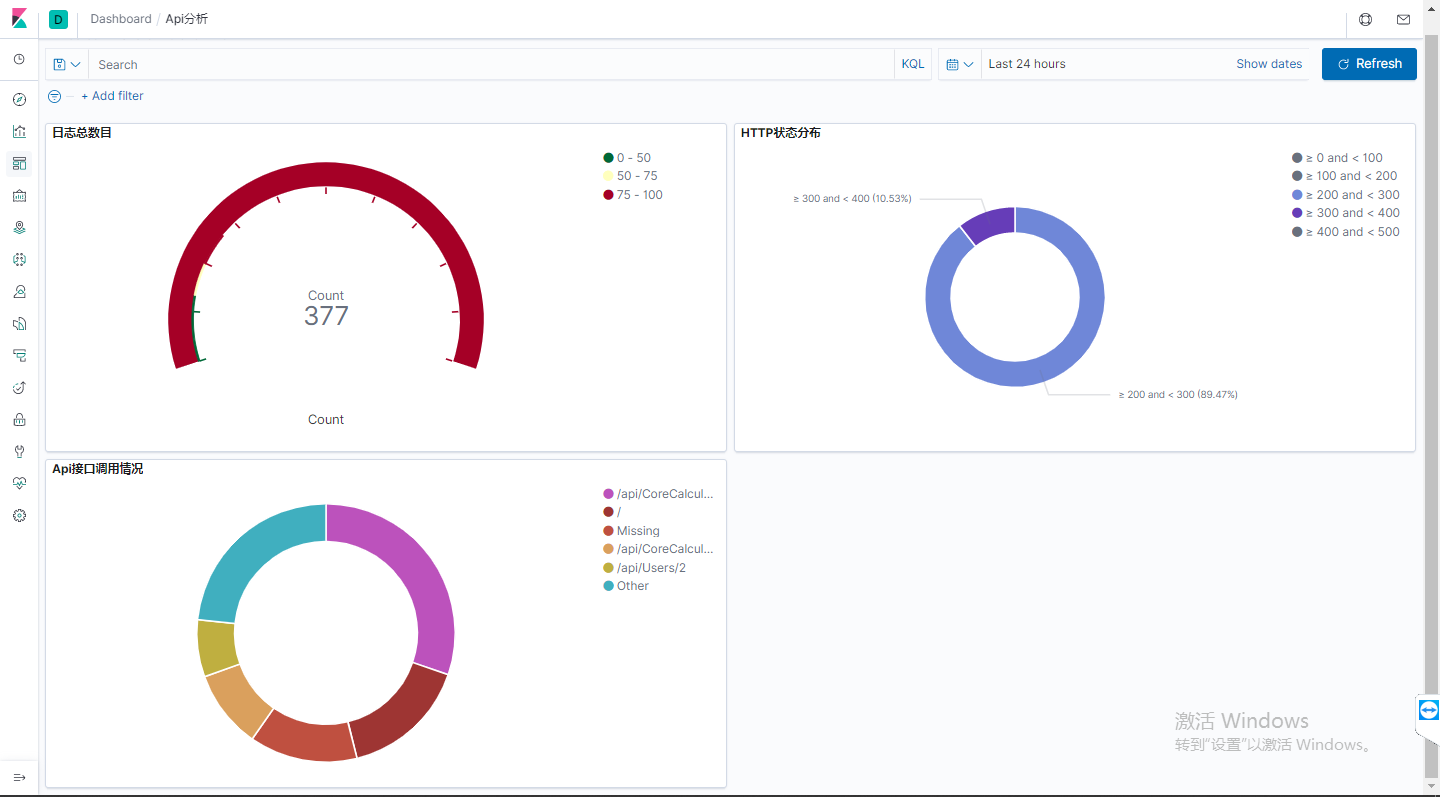 D Dashboard / Api分析
Search KQL Last 24 hours Show dates Refresh
+ Add filter
日志总数目
0 - 50
50 - 75
75 - 100
Count
377
Count
HTTP状态分布
≥ 0 and < 100
≥ 100 and < 200
≥ 200 and < 300
≥ 300 and < 400
≥ 400 and < 500
≥ 300 and < 400 (10.53%)
≥ 200 and < 300 (89.47%)
Api接口调用情况
/api/CoreCalcul...
/
Missing
/api/CoreCalcul...
/api/Users/2
Other
激活 Windows
转到"设置"以激活 Windows。